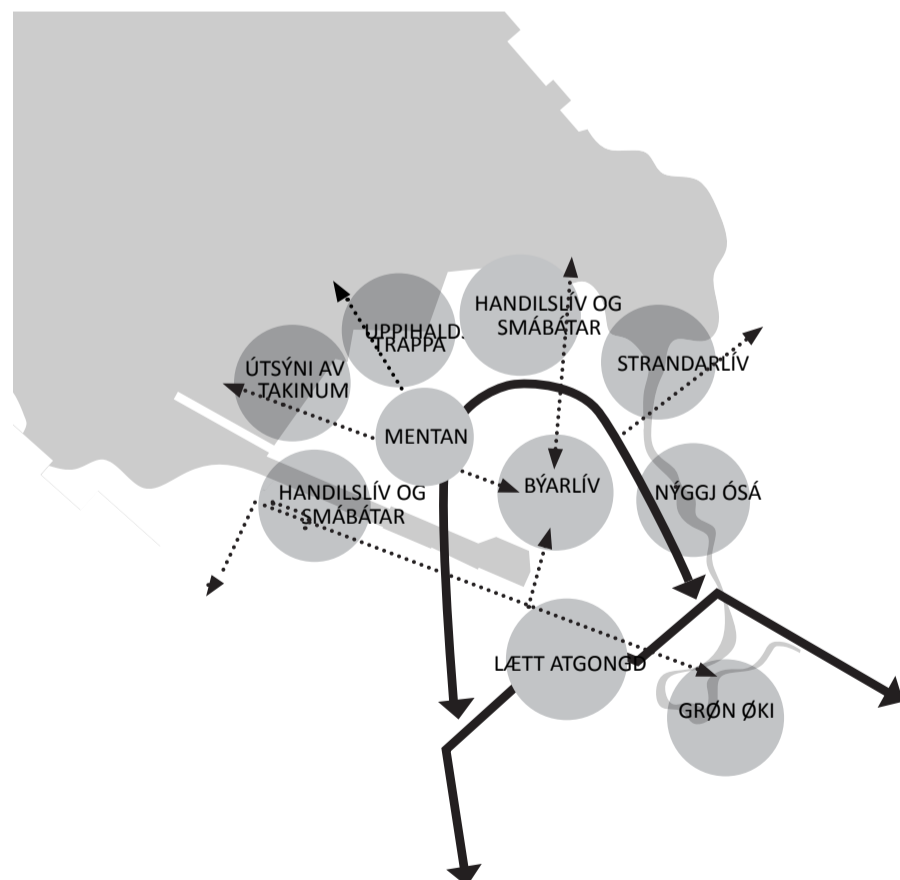 HANDILSLÍV OG
SMÁBÁTAR
UPPIHALD.
TRAPPA
STRANDARLÍV
ÚTSÝNI AV
TAKINUM
MENTAN
BÝARLÍV
NÝGGJ ÓSÁ
HANDILSLÍV OG
SMÁBÁTAR
LÆTT ATGONGD
GRØN ØKI